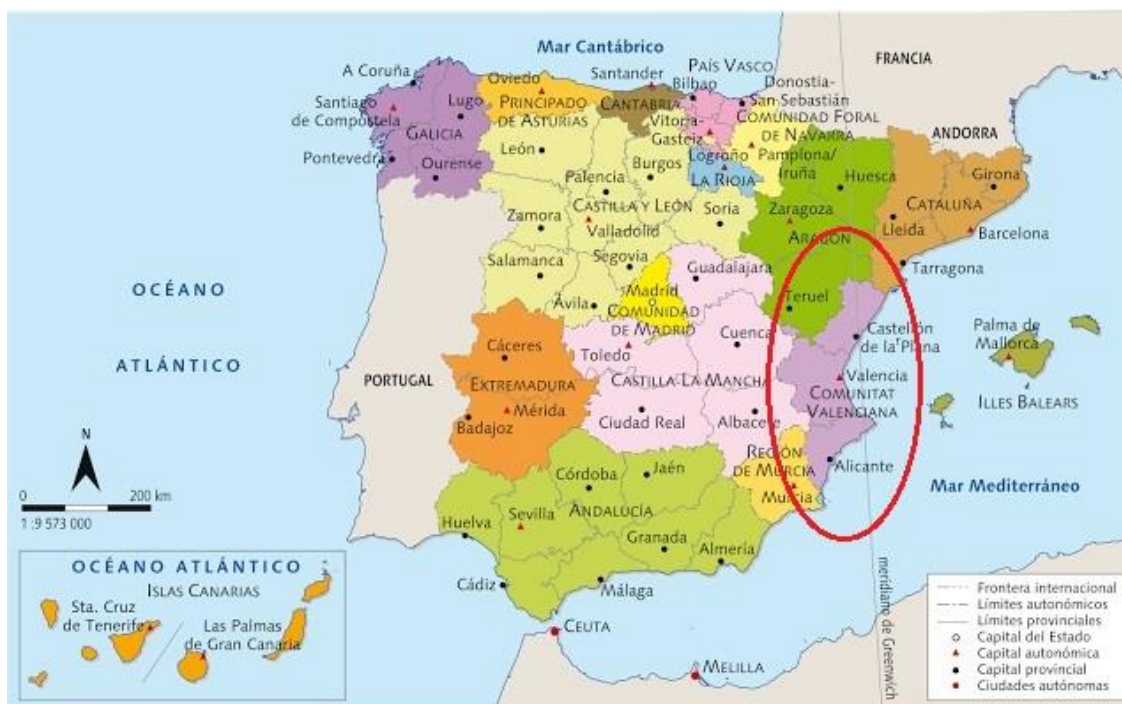 Mar Cantábrico
FRANCIA
A Coruña
Oviedo
Santander
PAÍS VASCO
Bilbao
Donostia-
San Sebastián
Santiago
de Compostela
Lugo
GALICIA
PRINCIPADO
DE ASTURIAS
CANTABRIA
Vitoria-
Gasteiz
COMUNIDAD FORAL
DE NAVARRA
ANDORRA
Pontevedra
Ourense
León
Burgos
Logroño
LA RIOJA
Pamplona/
Iruña
Huesca
Girona
CATALUÑA
Palencia
Zamora
CASTILLA Y LEÓN
Valladolid
Soria
Zaragoza
ARAGÓN
Lleida
Barcelona
Salamanca
Segovia
Guadalajara
Tarragona
OCÉANO
ATLÁNTICO
Ávila
Madrid
COMUNIDAD
DE MADRID
Teruel
Cuenca
Castellón
de la Plana
Palma de
Mallorca
Cáceres
Toledo
PORTUGAL
EXTREMADURA
CASTILLA-LA MANCHA
Valencia
COMUNITAT
VALENCIANA
ILLES BALEARS
Mérida
Badajoz
Ciudad Real
Albacete
N
REGIÓN
DE MURCIA
Alicante
Murcia
Mar Mediterráneo
0 200 km
1 :9 573 000
Córdoba
Jaén
ANDALUCÍA
Huelva
Sevilla
Granada
Almería
Cádiz
Málaga
CEUTA
MELILLA
meridiano de Greenwich
OCÉANO ATLÁNTICO
ISLAS CANARIAS
Sta. Cruz
de Tenerife
Las Palmas
de Gran Canaria
Frontera internacional
Límites autonómicos
Límites provinciales
Capital del Estado
Capital autonómica
Capital provincial
Ciudades autónomas